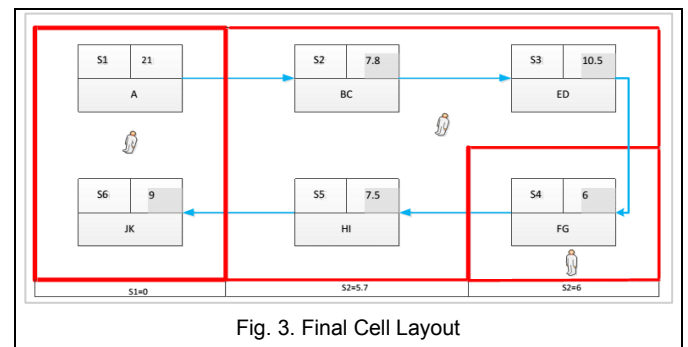 S1 21 S2 7.8 S3 10.5
A BC ED
S6 9 S5 7.5 S4 6
JK HI FG
S1=0 S2=5.7 S2=6
Fig. 3. Final Cell Layout